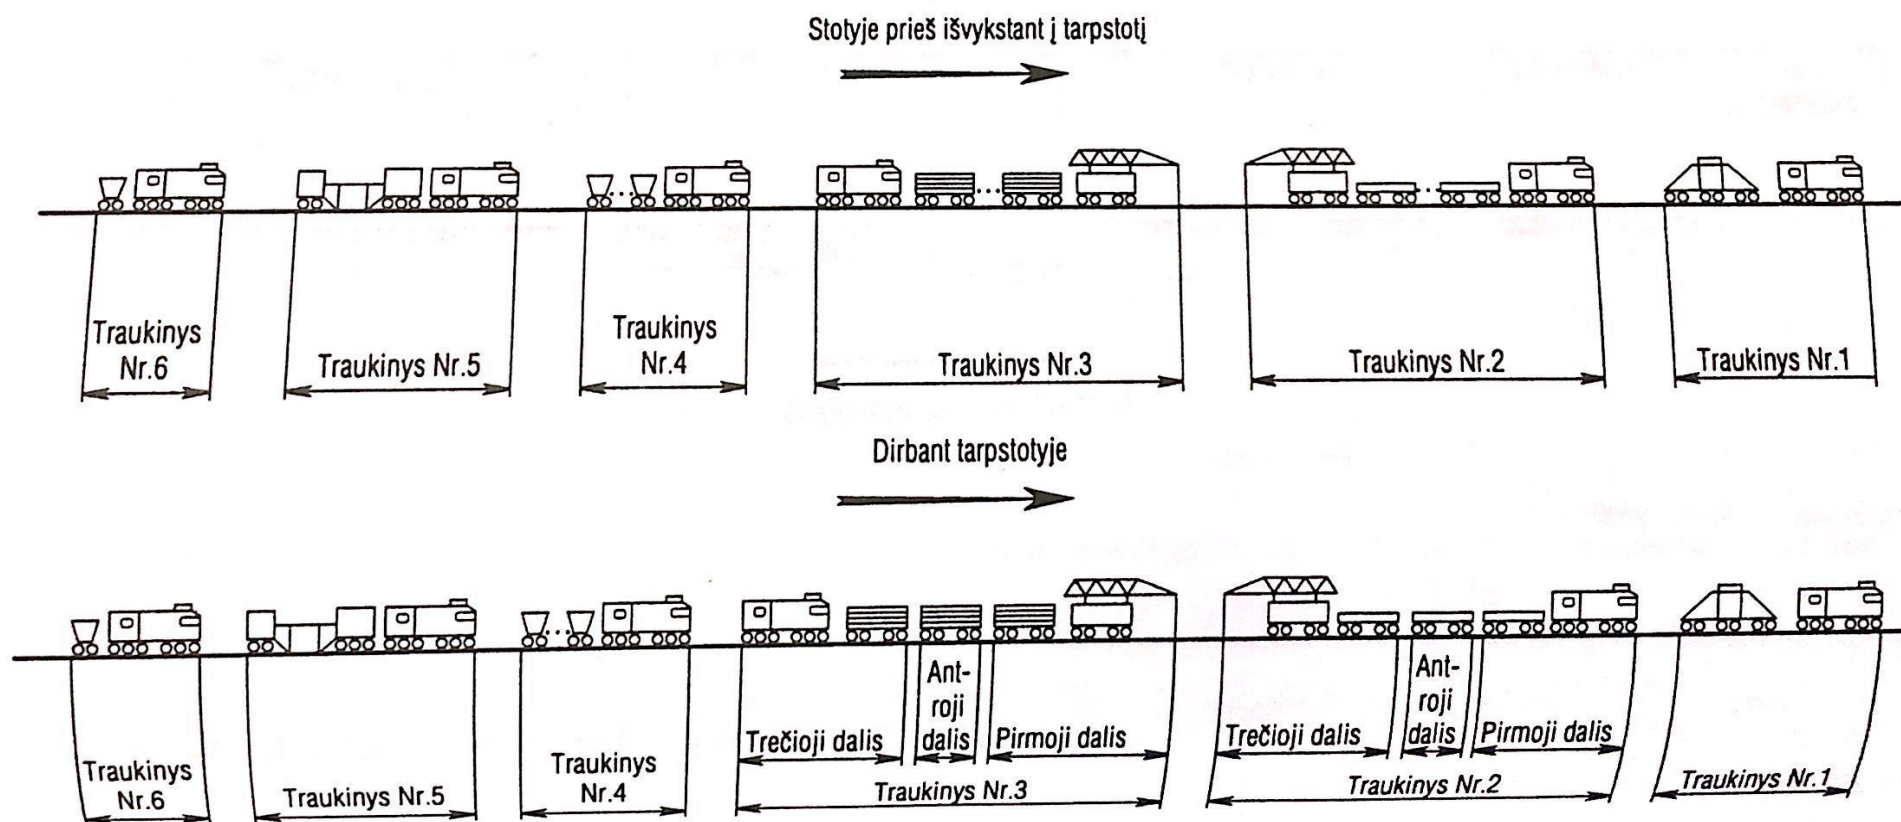 Stotyje prieš išvykstant į tarpstotį
Traukinys
Nr.6
Traukinys Nr.5
Traukinys
Nr.4
Traukinys Nr.3
Traukinys Nr.2
Traukinys Nr.1
Dirbant tarpstotyje
Traukinys
Nr.6
Traukinys Nr.5
Traukinys
Nr.4
Trečioji dalis
Ant-
roji
dalis
Pirmoji dalis
Traukinys Nr.3
Trečioji dalis
Ant-
roji
dalis
Pirmoji dalis
Traukinys Nr.2
Traukinys Nr.1